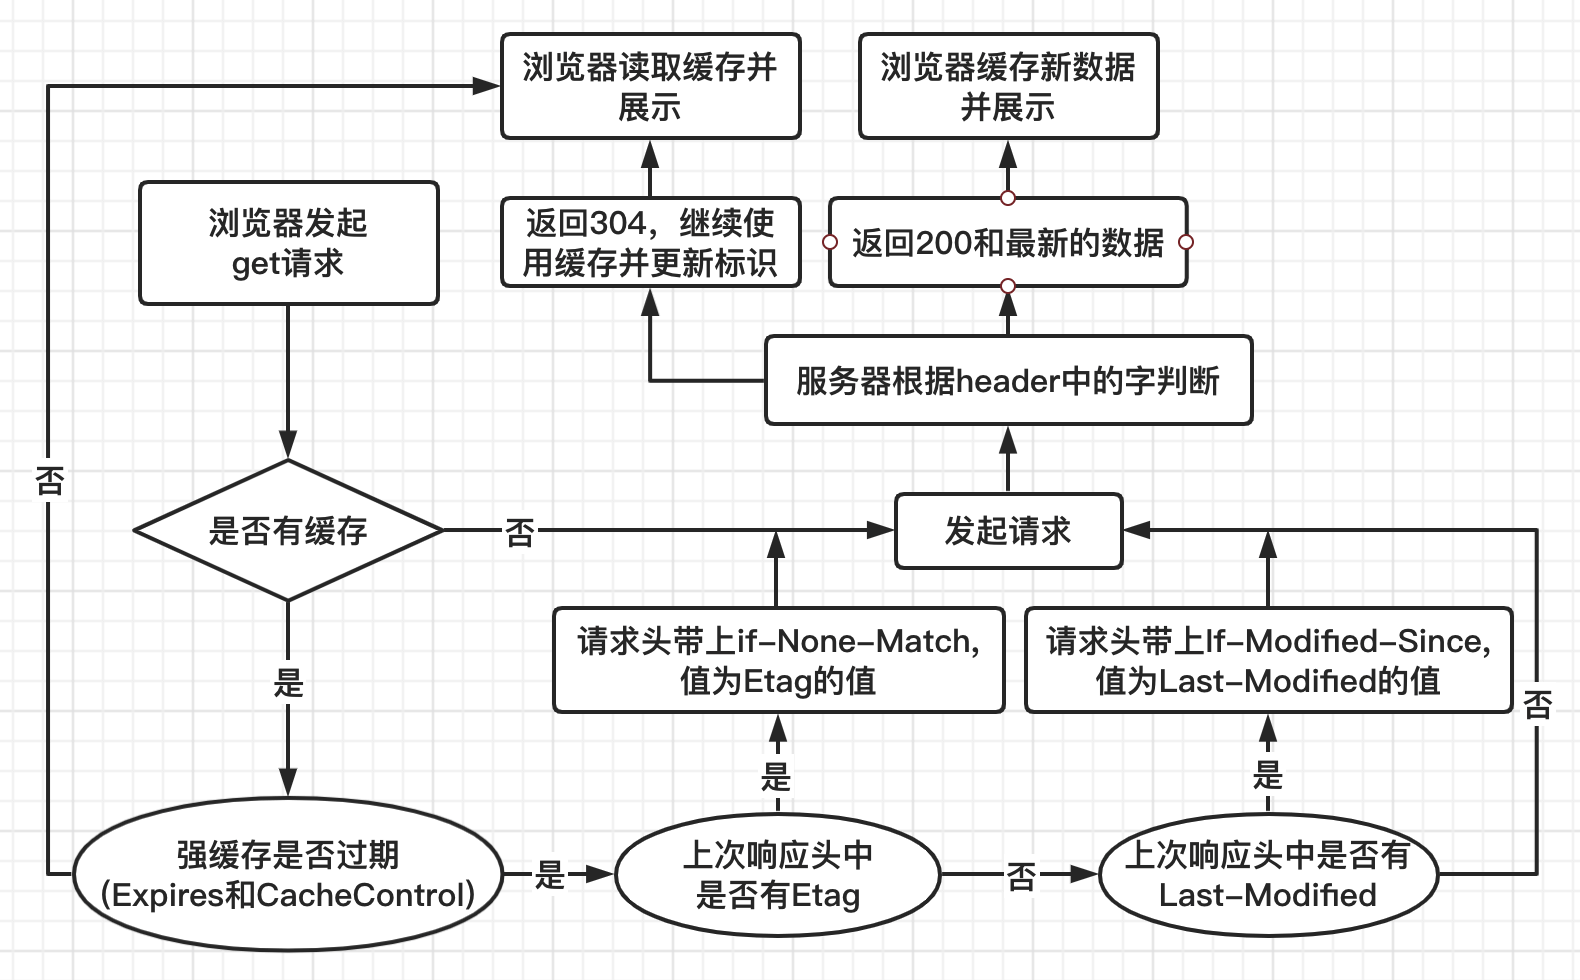 浏览器读取缓存并
展示
浏览器缓存新数据
并展示
浏览器发起
get请求
返回304，继续使
用缓存并更新标识
返回200和最新的数据
服务器根据header中的字判断
否
是否有缓存
否
发起请求
请求头带上if-None-Match,
值为Etag的值
请求头带上If-Modified-Since,
值为Last-Modified的值
是
否
是
是
强缓存是否过期
(Expires和CacheControl)
是
上次响应头中
是否有Etag
否
上次响应头中是否有
Last-Modified